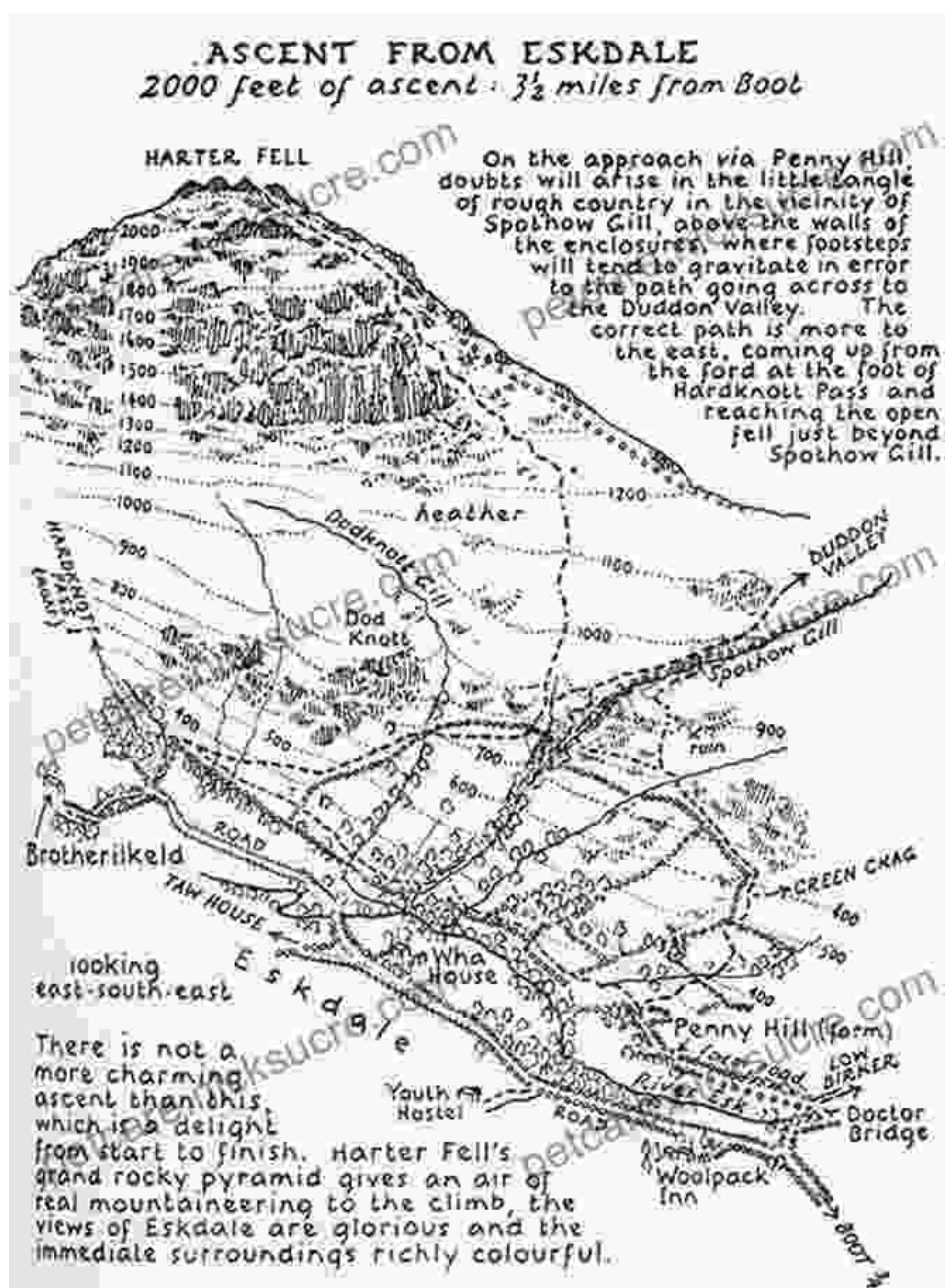 ASCENT FROM ESKDALE
2000 feet of ascent : 3½ miles from Boot
HARTER FELL
On the approach via Penny Hill,
doubts will arise in the little tangle
of rough country in the vicinity of
Spothow Gill, above the walls of
the enclosures, where footsteps
will tend to gravitate in error
to the path going across to
the Duddon Valley. The
correct path is more to
the east, coming up from
the ford at the foot of
Hardknott Pass and
reaching the open
fell just beyond
Spothow Gill.
2000
1900
1800
1700
1600
1500
1400
1300
1200
1100
1000
900
800
1200
heather
Dodknott Gill
1100
DUDDON
VALLEY
HARDKNOTT
PASS
Dod
Knott
1000
Spothow Gill
400
500
700
600
ruin
900
ROAD
Brotherilkeld
TAW HOUSE
GREEN CRAG
600
500
400
Wha
House
looking
east-south-east
Eskdale
Penny Hill (farm)
River Esk
LOW
BIRKER
Youth
Hostel
ROAD
Doctor
Bridge
Woolpack
Inn
BOOT
There is not a
more charming
ascent than this
which is a delight
from start to finish. Harter Fell's
grand rocky pyramid gives an air of
real mountaineering to the climb, the
views of Eskdale are glorious and the
immediate surroundings richly colourful.